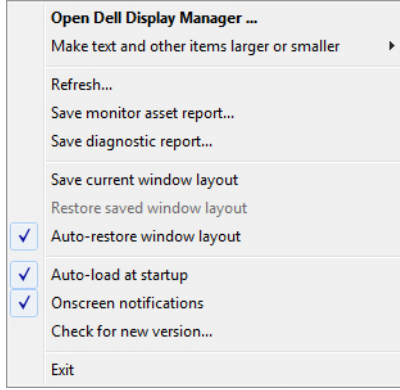 Open Dell Display Manager ...
Make text and other items larger or smaller
Refresh...
Save monitor asset report...
Save diagnostic report...
Save current window layout
Restore saved window layout
Auto-restore window layout
Auto-load at startup
Onscreen notifications
Check for new version...
Exit